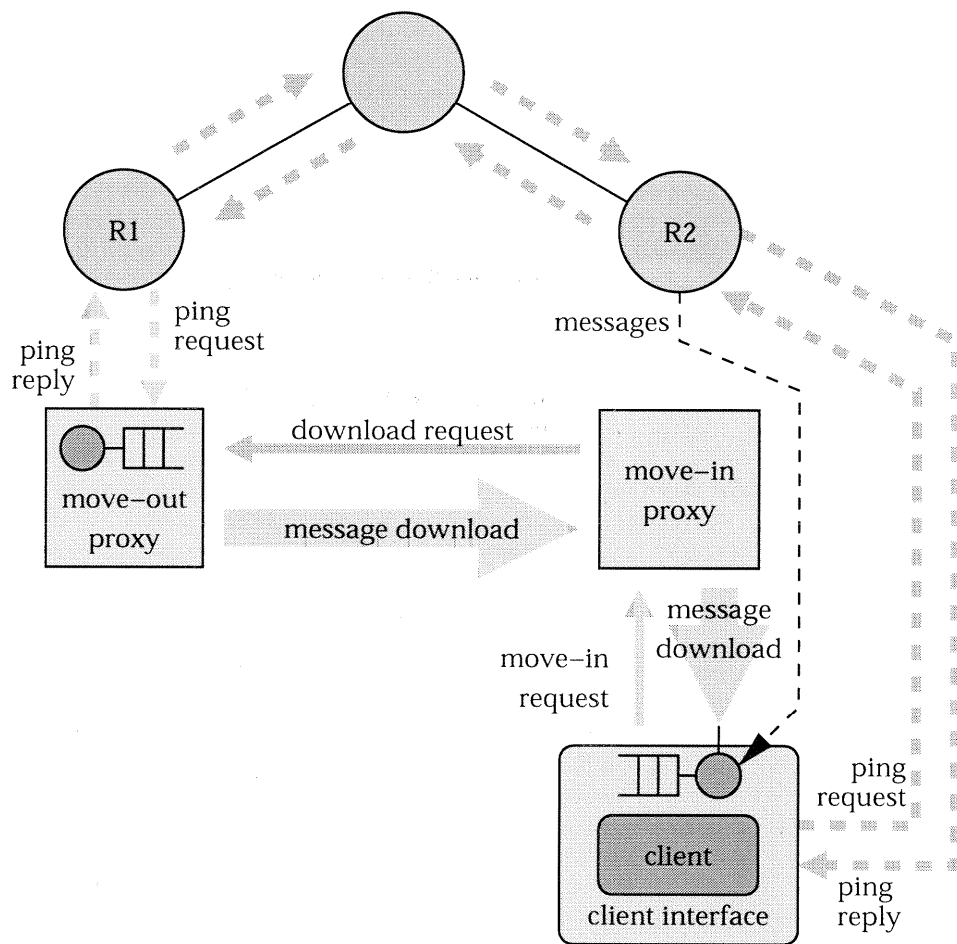 R1
R2
ping
request
messages
ping
reply
download request
move–out
proxy
move–in
proxy
message download
message
download
move–in
request
ping
request
client
client interface
ping
reply